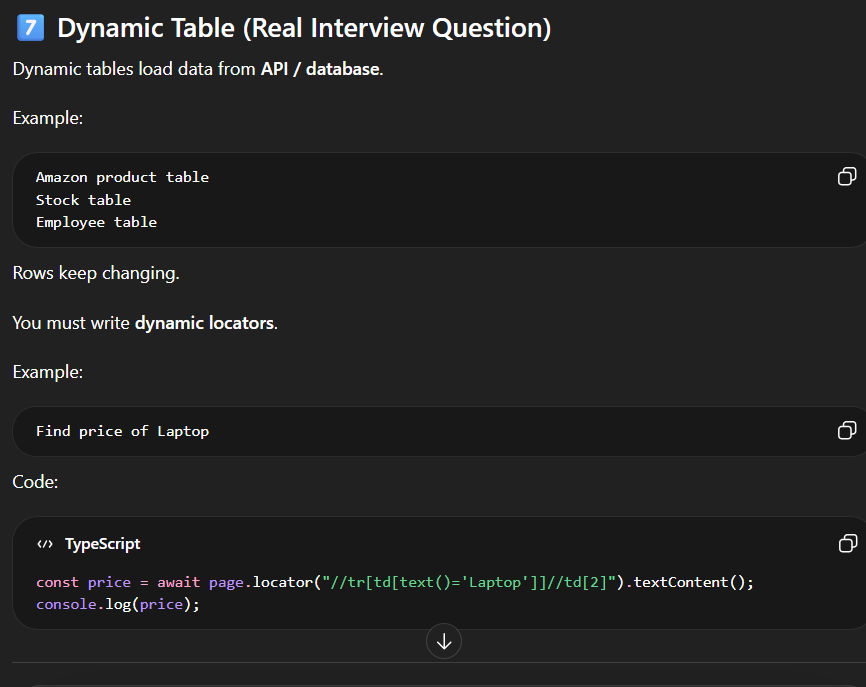 7 Dynamic Table (Real Interview Question)
Dynamic tables load data from API / database.
Example:
Amazon product table
Stock table
Employee table
Rows keep changing.
You must write dynamic locators.
Example:
Find price of Laptop
Code:
</> TypeScript
const price = await page.locator("//tr[td[text()='Laptop']]//td[2]").textContent();
console.log(price);